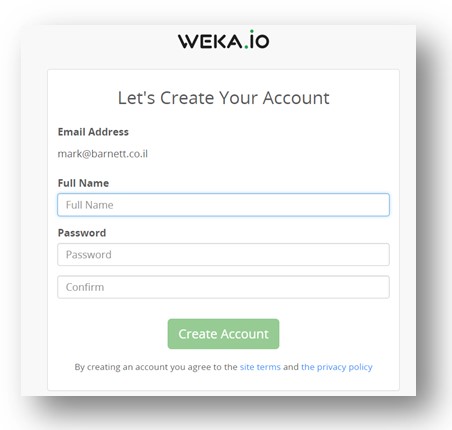 WEKA.iO
Let's Create Your Account
Email Address
mark@barnett.co.il
Full Name
Full Name
Password
Password
Confirm
Create Account
By creating an account you agree to the site terms and the privacy policy